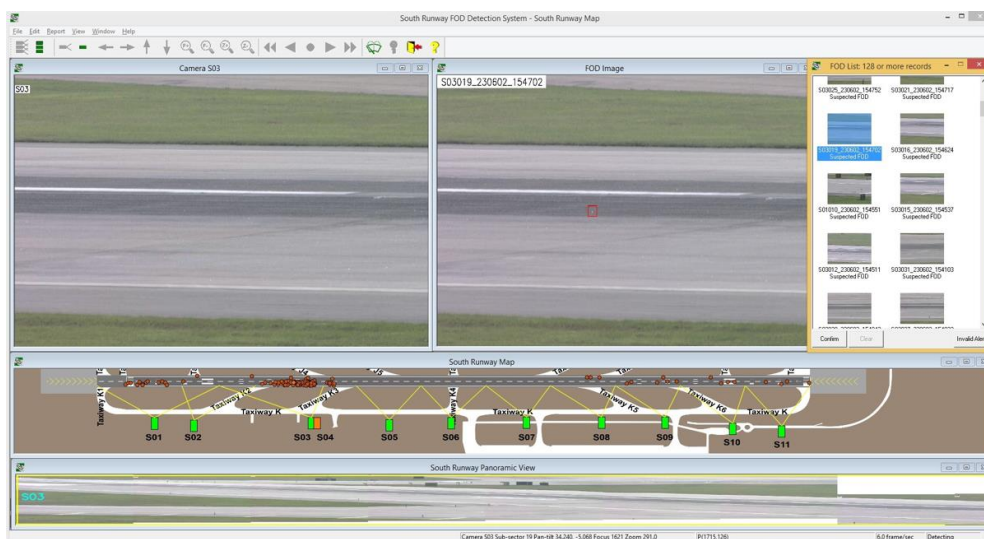 South Runway FOD Detection System - South Runway Map
File Edit Report View Window Help
Camera S03
S03
FOD Image
S03019_230602_154702
FOD List: 128 or more records
S03025_230602_154752
Suspected FOD
S03021_230602_154717
Suspected FOD
S03019_230602_154702
Suspected FOD
S03016_230602_154624
Suspected FOD
S01010_230602_154551
Suspected FOD
S03015_230602_154537
Suspected FOD
S03012_230602_154511
Suspected FOD
S03031_230602_154103
Suspected FOD
Confirm
Clear
Invalid Aler
South Runway Map
Taxiway K1
Taxiway K2
Taxiway K3
Taxiway K4
Taxiway K
Taxiway K
Taxiway K5
Taxiway K6
Taxiway K
S01
S02
S03
S04
S05
S06
S07
S08
S09
S10
S11
South Runway Panoramic View
S03
Camera S03 Sub-sector 19 Pan-tilt 34.240, -5.068 Focus 1621 Zoom 291.0
P(1715,126)
6.0 frame/sec
Detecting